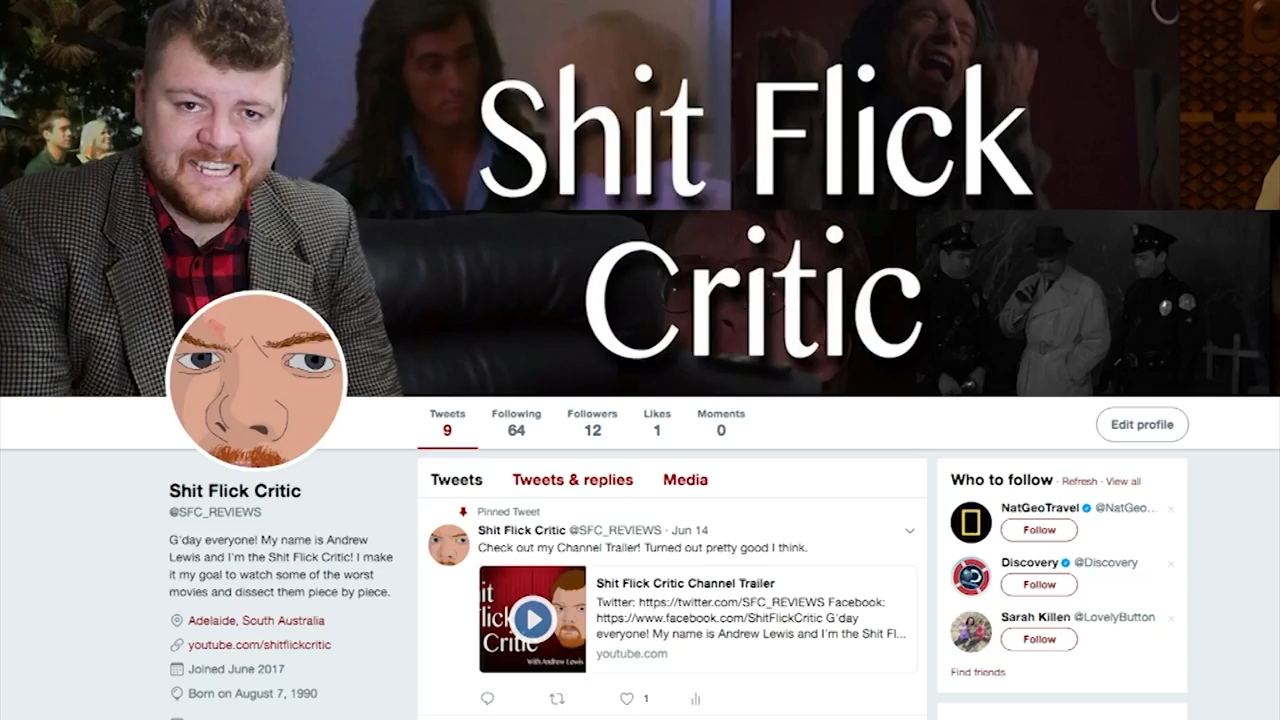 Shit Flick
Critic
Tweets Following Followers Likes Moments
9 64 12 1 0
Edit profile
Shit Flick Critic
@SFC_REVIEWS
G'day everyone! My name is Andrew
Lewis and I'm the Shit Flick Critic! I make
it my goal to watch some of the worst
movies and dissect them piece by piece.
Adelaide, South Australia
youtube.com/shitflickcritic
Joined June 2017
Born on August 7, 1990
Tweets Tweets & replies Media
Pinned Tweet
Shit Flick Critic @SFC_REVIEWS · Jun 14
Check out my Channel Trailer! Turned out pretty good I think.
it
lick
Critic
With Andrew Lewis
Shit Flick Critic Channel Trailer
Twitter: https://twitter.com/SFC_REVIEWS Facebook:
https://www.facebook.com/ShitFlickCritic G'day
everyone! My name is Andrew Lewis and I'm the Shit Fl...
youtube.com
1
Who to follow · Refresh · View all
NatGeoTravel @NatGeo...
Follow
Discovery @Discovery
Follow
Sarah Killen @LovelyButton
Follow
Find friends